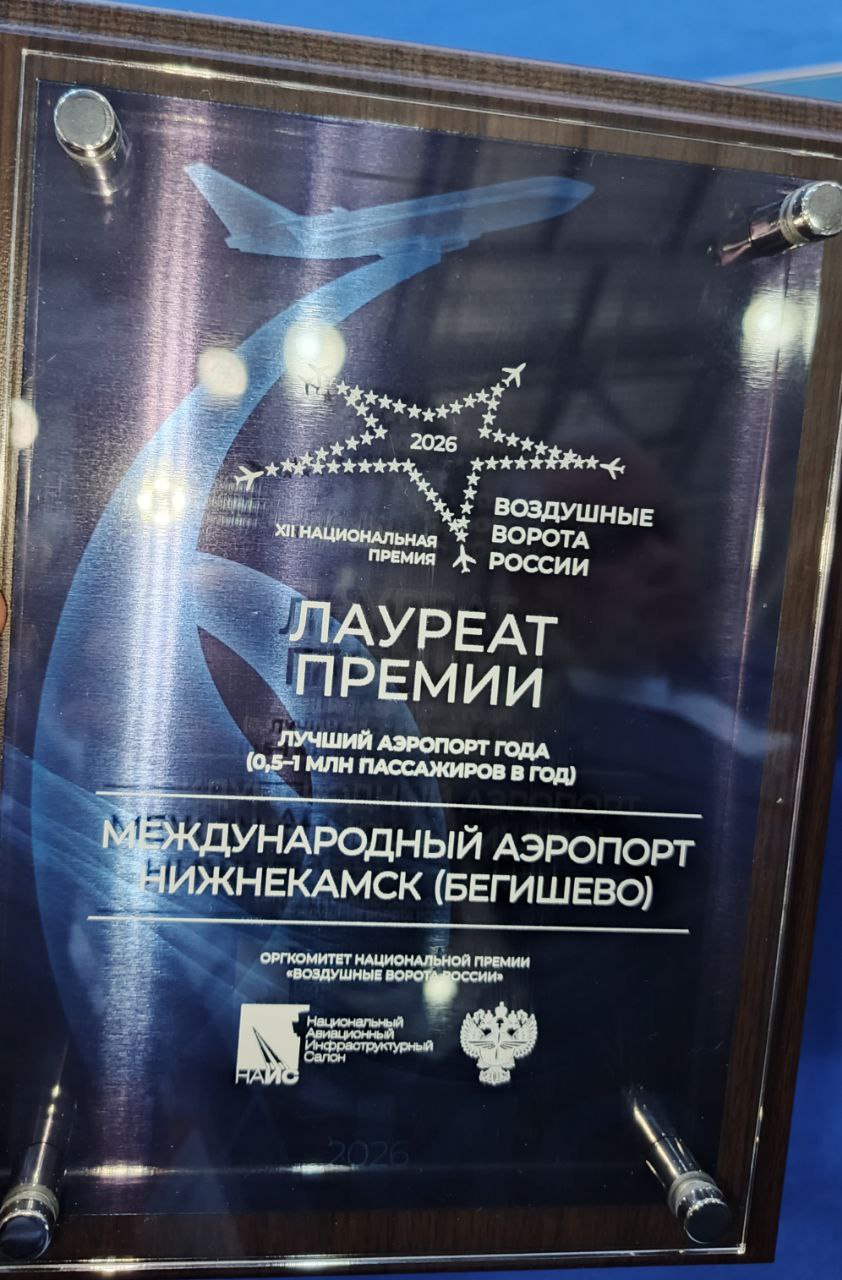 2026
XII НАЦИОНАЛЬНАЯ
ПРЕМИЯ
ВОЗДУШНЫЕ
ВОРОТА
РОССИИ
ЛАУРЕАТ
ПРЕМИИ
ЛУЧШИЙ АЭРОПОРТ ГОДА
(0,5–1 МЛН ПАССАЖИРОВ В ГОД)
МЕЖДУНАРОДНЫЙ АЭРОПОРТ
НИЖНЕКАМСК (БЕГИШЕВО)
ОРГКОМИТЕТ НАЦИОНАЛЬНОЙ ПРЕМИИ
«ВОЗДУШНЫЕ ВОРОТА РОССИИ»
НАИС
Национальный
Авиационный
Инфраструктурный
Салон
2026